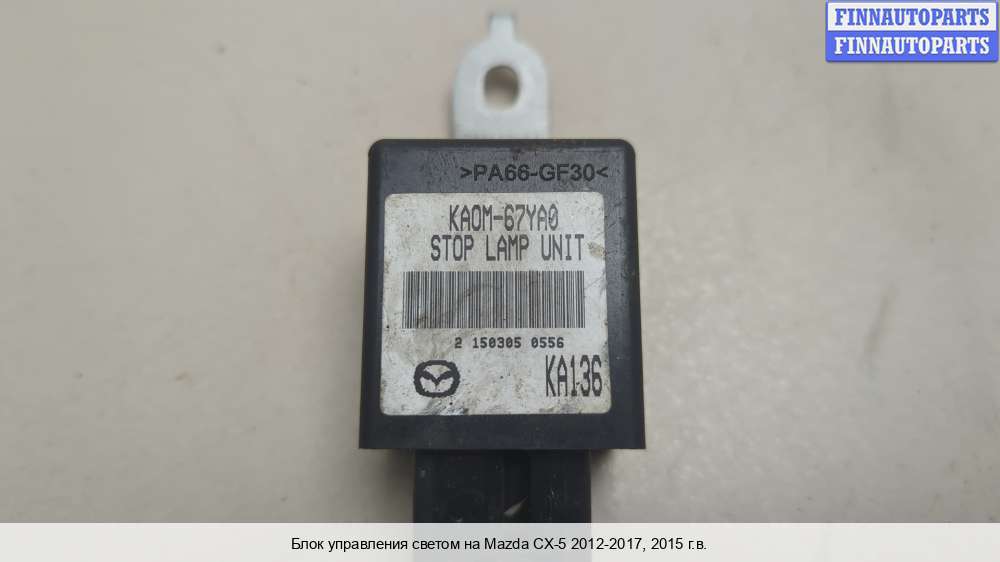 FINNAUTOPARTS
FINNAUTOPARTS
>PA66-GF30<
KA0M-67YA0
STOP LAMP UNIT
2 150305 0556
KA136
Блок управления светом на Mazda CX-5 2012-2017, 2015 г.в.